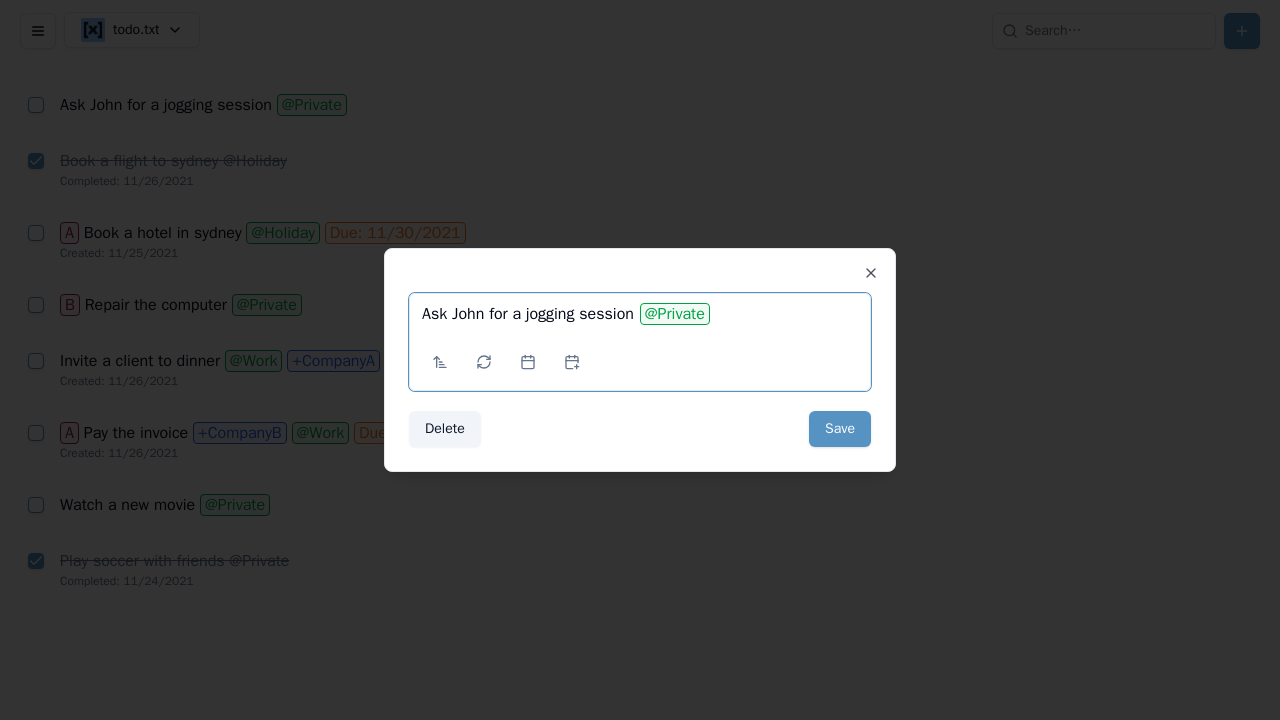 [x] todo.txt
Search…
Ask John for a jogging session @Private
Book a flight to sydney @Holiday
Completed: 11/26/2021
A Book a hotel in sydney @Holiday Due: 11/30/2021
Created: 11/25/2021
B Repair the computer @Private
Invite a client to dinner @Work +CompanyA
Created: 11/26/2021
A Pay the invoice +CompanyB @Work Due
Created: 11/26/2021
Watch a new movie @Private
Play soccer with friends @Private
Completed: 11/24/2021
Ask John for a jogging session @Private
Delete
Save